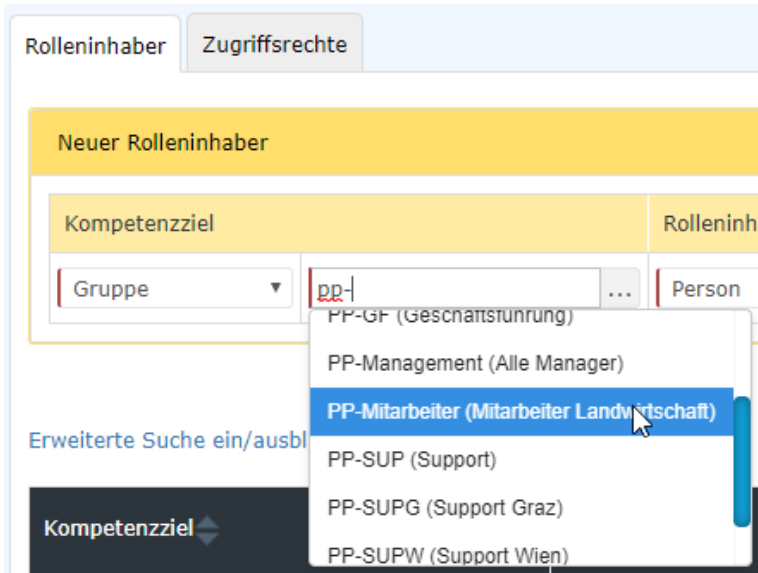 Rolleninhaber Zugriffsrechte
Neuer Rolleninhaber
Kompetenzziel Rolleninh
Gruppe pp- ... Person
PP-GF (Geschäftsführung)
PP-Management (Alle Manager)
PP-Mitarbeiter (Mitarbeiter Landwirtschaft)
Erweiterte Suche ein/ausbl
PP-SUP (Support)
PP-SUPG (Support Graz)
Kompetenzziel
PP-SUPW (Support Wien)